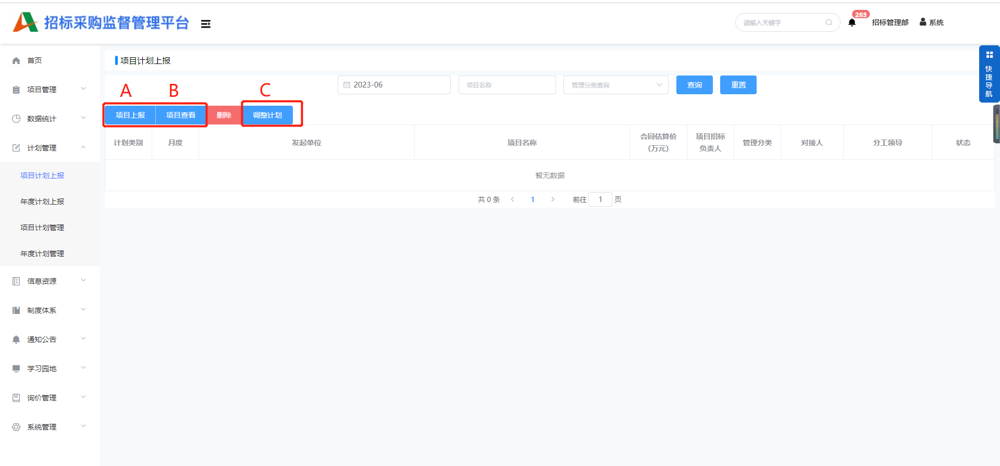 招标采购监督管理平台
请输入关键字
283
招标管理部
系统
首页
项目管理
数据统计
计划管理
项目计划上报
年度计划上报
项目计划管理
年度计划管理
信息资源
制度体系
通知公告
学习园地
询价管理
系统管理
项目计划上报
2023-06
项目名称
管理分类查询
查询
重置
A
B
C
项目上报
项目查看
删除
调整计划
计划类别
月度
发起单位
项目名称
合同估算价
(万元)
项目招标
负责人
管理分类
对接人
分工领导
状态
暂无数据
共 0 条
1
前往
1
页
快
捷
导
航